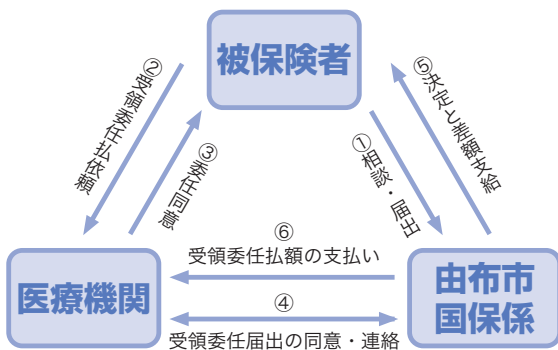 被保険者
②受領委任払依頼
③委任同意
①相談・届出
⑤決定と差額支給
⑥
受領委任払額の支払い
医療機関
由布市
国保係
④
受領委任届出の同意・連絡